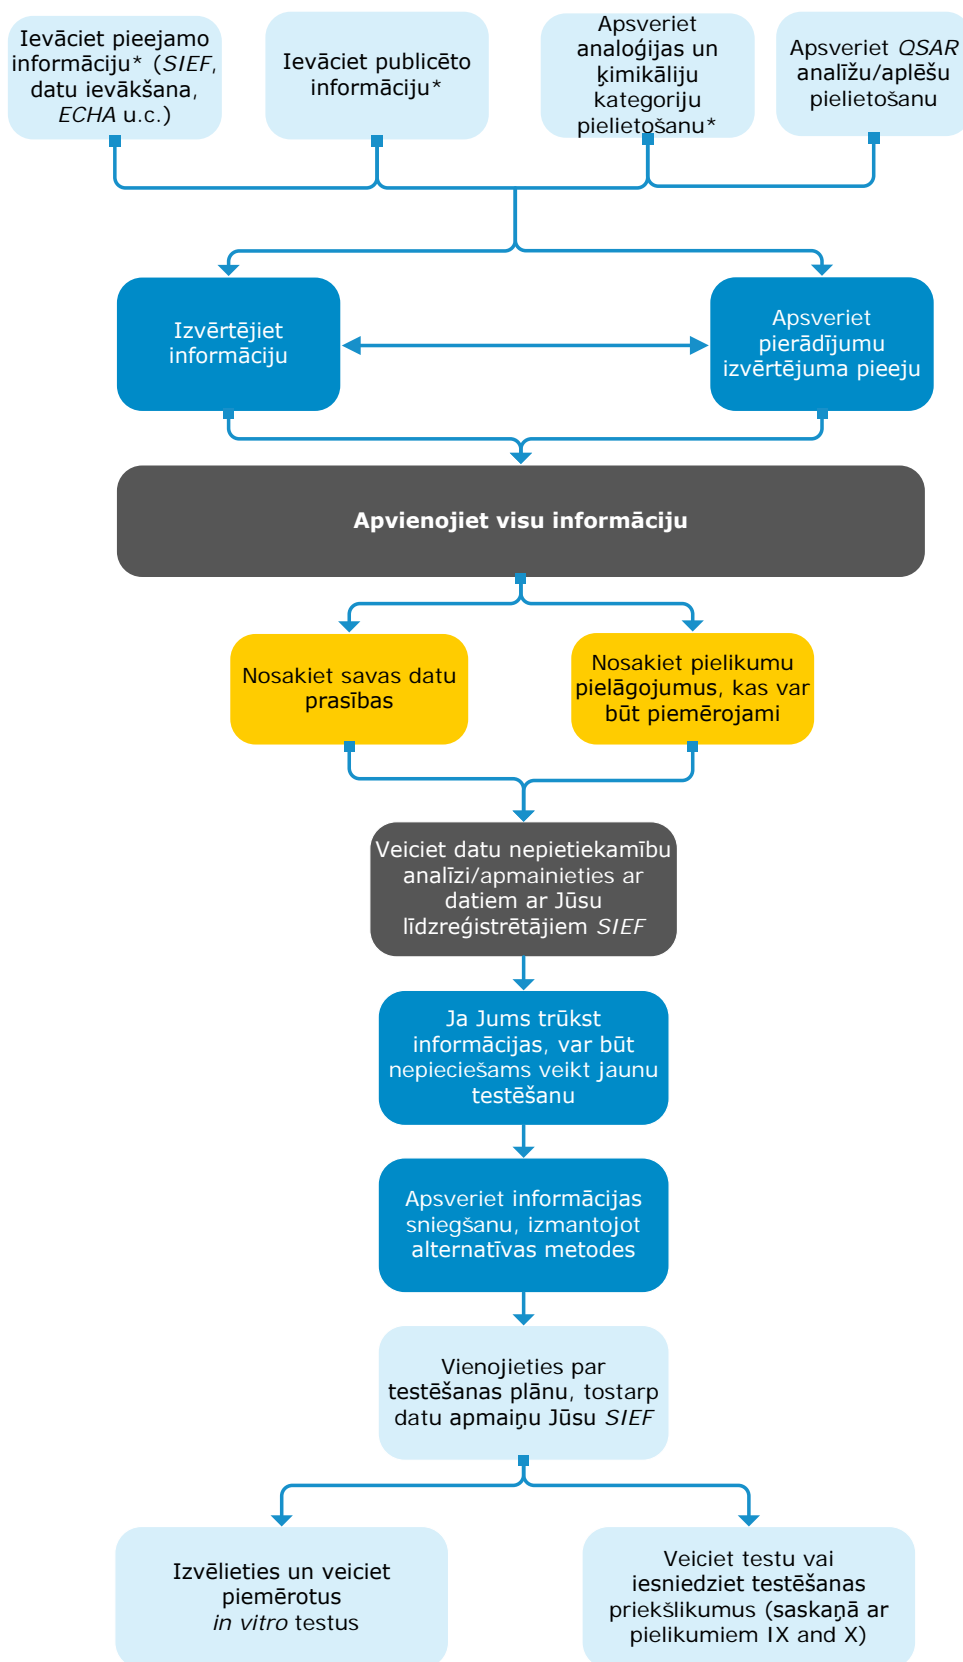 Ievāciet pieejamo
informāciju* (SIEF,
datu ievākšana,
ECHA u.c.)
Ievāciet publicēto
informāciju*
Apsveriet
analoģijas un
ķimikāliju
kategoriju
pielietošanu*
Apsveriet QSAR
analīžu/aplēšu
pielietošanu
Izvērtējiet
informāciju
Apsveriet
pierādījumu
izvērtējuma pieeju
Apvienojiet visu informāciju
Nosakiet savas datu
prasības
Nosakiet pielikumu
pielāgojumus, kas var
būt piemērojami
Veiciet datu nepietiekamību
analīzi/apmainieties ar
datiem ar Jūsu
līdzreģistrētājiem SIEF
Ja Jums trūkst
informācijas, var būt
nepieciešams veikt jaunu
testēšanu
Apsveriet informācijas
sniegšanu, izmantojot
alternatīvas metodes
Vienojieties par
testēšanas plānu, tostarp
datu apmaiņu Jūsu SIEF
Izvēlieties un veiciet
piemērotus
in vitro testus
Veiciet testu vai
iesniedziet testēšanas
priekšlikumus (saskaņā ar
pielikumiem IX and X)